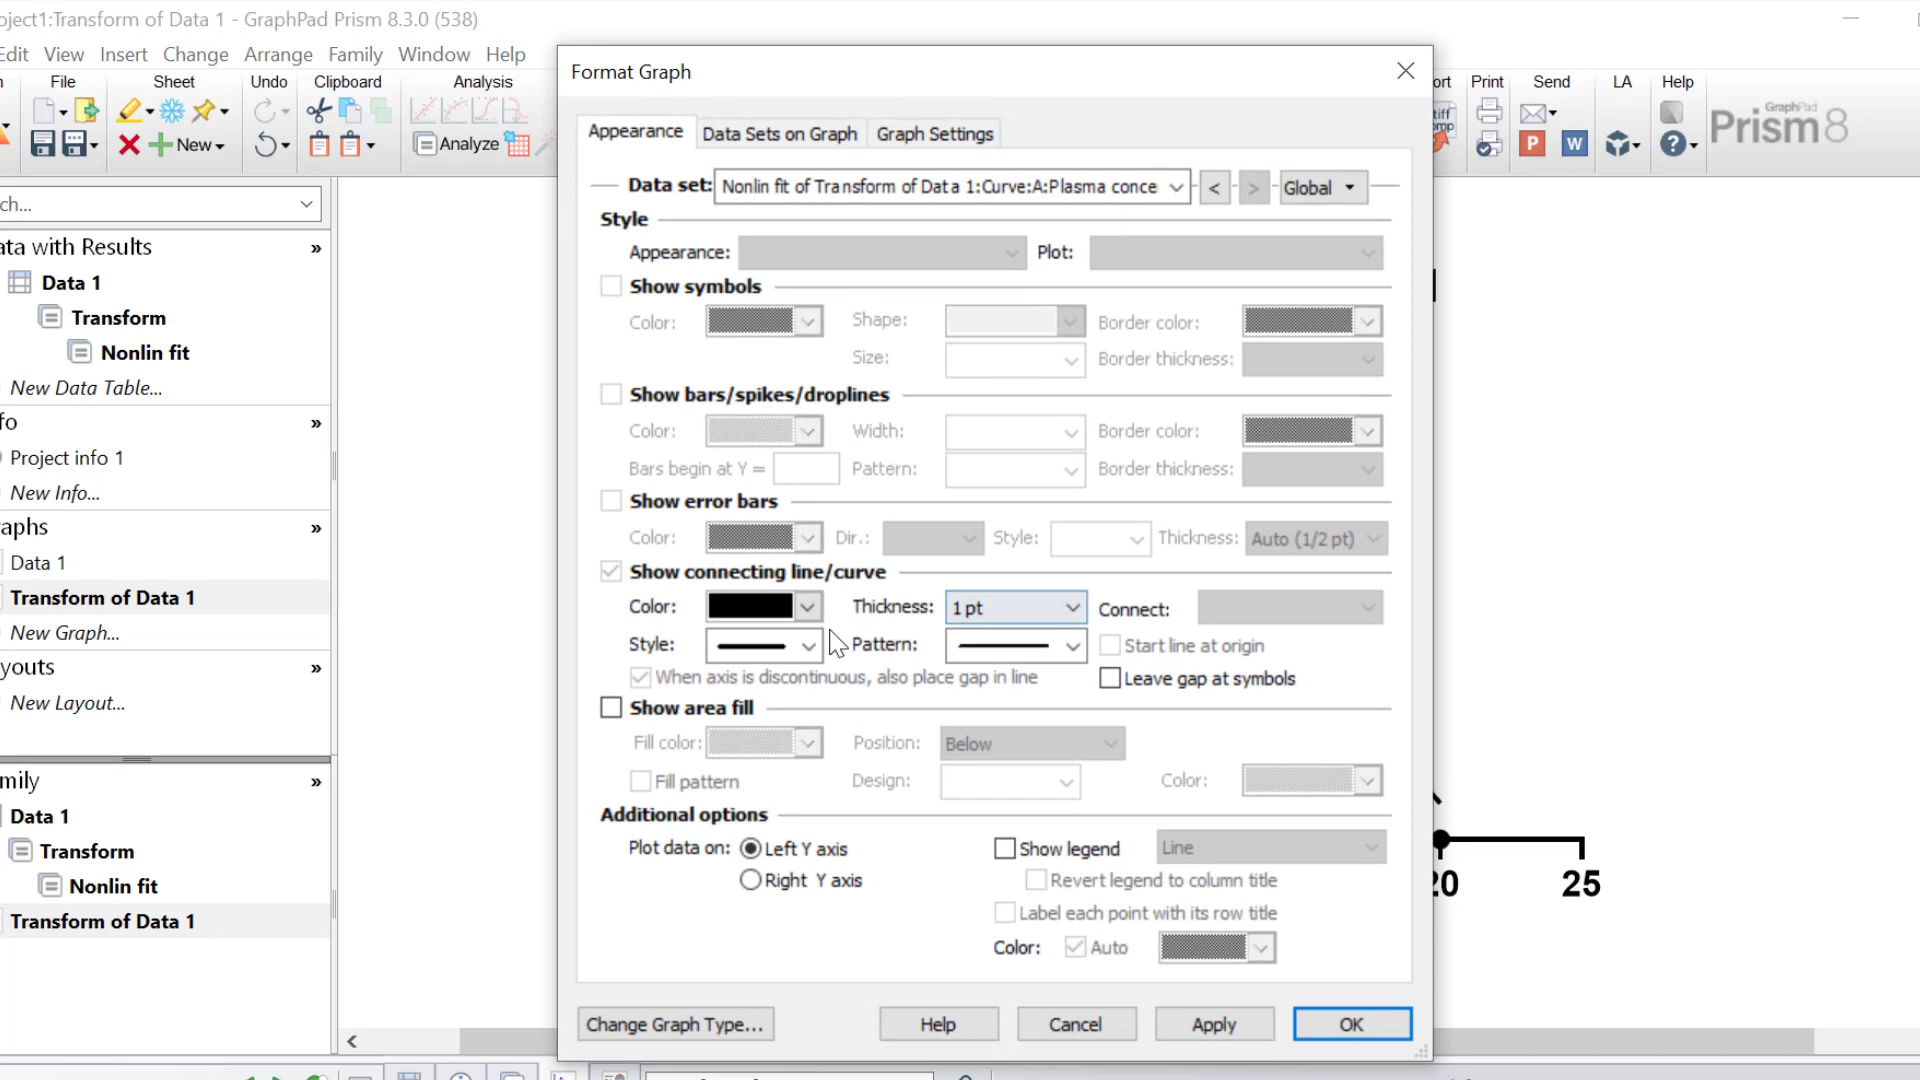 oject1:Transform of Data 1 - GraphPad Prism 8.3.0 (538)
Edit View Insert Change Arrange Family Window Help
File Sheet Undo Clipboard Analysis ort Print Send LA Help
New
Analyze
tiff
omp
P W
GraphPad
Prism 8
ch...
ata with Results »
Data 1
Transform
Nonlin fit
New Data Table...
fo »
Project info 1
New Info...
raphs »
Data 1
Transform of Data 1
New Graph...
youts »
New Layout...
mily »
Data 1
Transform
Nonlin fit
Transform of Data 1
Format Graph
Appearance Data Sets on Graph Graph Settings
Data set: Nonlin fit of Transform of Data 1:Curve:A:Plasma conce < > Global
Style
Appearance: Plot:
Show symbols
Color: Shape: Border color:
Size: Border thickness:
Show bars/spikes/droplines
Color: Width: Border color:
Bars begin at Y = Pattern: Border thickness:
Show error bars
Color: Dir.: Style: Thickness: Auto (1/2 pt)
Show connecting line/curve
Color: Thickness: 1 pt Connect:
Style: Pattern: Start line at origin
When axis is discontinuous, also place gap in line Leave gap at symbols
Show area fill
Fill color: Position: Below
Fill pattern Design: Color:
Additional options
Plot data on: Left Y axis Show legend Line
Right Y axis Revert legend to column title
Label each point with its row title
Color: Auto
Change Graph Type... Help Cancel Apply OK
20 25